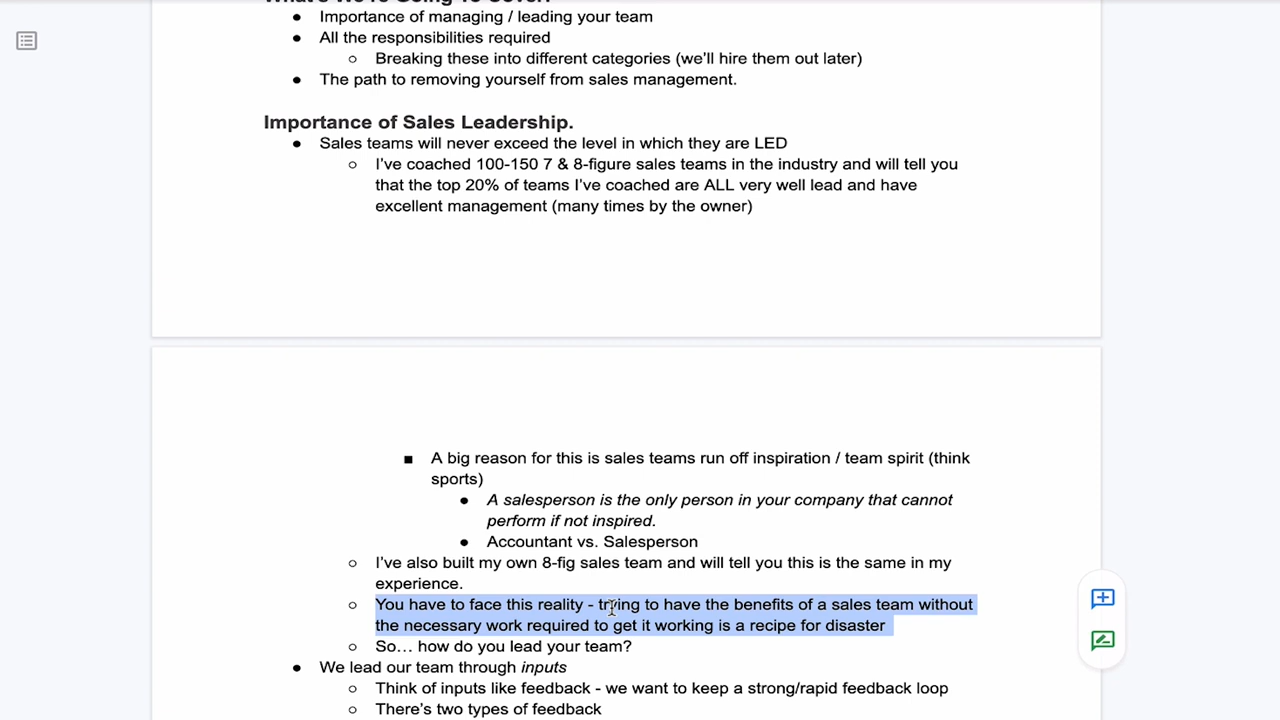 What's We're Going To Cover:
● Importance of managing / leading your team
● All the responsibilities required
○ Breaking these into different categories (we'll hire them out later)
● The path to removing yourself from sales management.
Importance of Sales Leadership.
● Sales teams will never exceed the level in which they are LED
○ I've coached 100-150 7 & 8-figure sales teams in the industry and will tell you
that the top 20% of teams I've coached are ALL very well lead and have
excellent management (many times by the owner)
■ A big reason for this is sales teams run off inspiration / team spirit (think
sports)
● A salesperson is the only person in your company that cannot
perform if not inspired.
● Accountant vs. Salesperson
○ I've also built my own 8-fig sales team and will tell you this is the same in my
experience.
○ You have to face this reality - trying to have the benefits of a sales team without
the necessary work required to get it working is a recipe for disaster
○ So… how do you lead your team?
● We lead our team through inputs
○ Think of inputs like feedback - we want to keep a strong/rapid feedback loop
○ There's two types of feedback